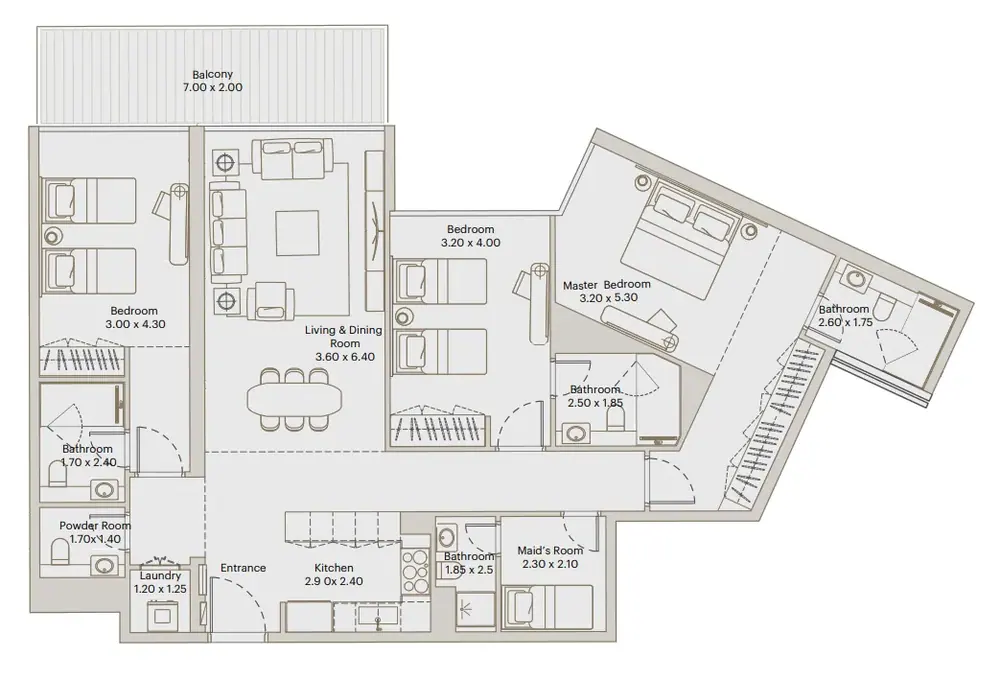 Balcony
7.00 x 2.00
Bedroom
3.20 x 4.00
Master Bedroom
3.20 x 5.30
Bedroom
3.00 x 4.30
Bathroom
2.60 x 1.75
Living & Dining
Room
3.60 x 6.40
Bathroom
2.50 x 1.85
Bathroom
1.70 x 2.40
Powder Room
1.70x 1.40
Laundry
1.20 x 1.25
Entrance
Kitchen
2.9 0x 2.40
Bathroom
1.85 x 2.5
Maid's Room
2.30 x 2.10